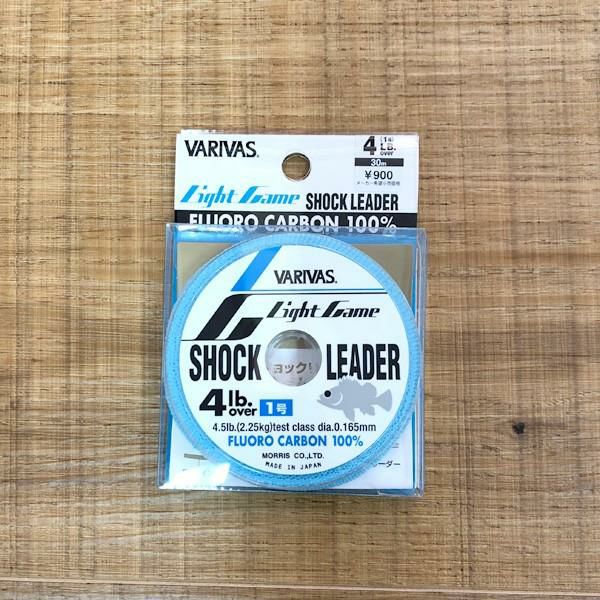 VARIVAS®
4 (1号)
LB.
over
30m
¥900
メーカー希望小売価格
Light Game SHOCK LEADER
FLUORO CARBON 100%
VARIVAS®
Light Game
SHOCK LEADER
ョック
4 lb. over 1号
4.5lb.(2.25kg)test class dia.0.165mm
FLUORO CARBON 100%
MORRIS CO.,LTD.
MADE IN JAPAN
ーダー